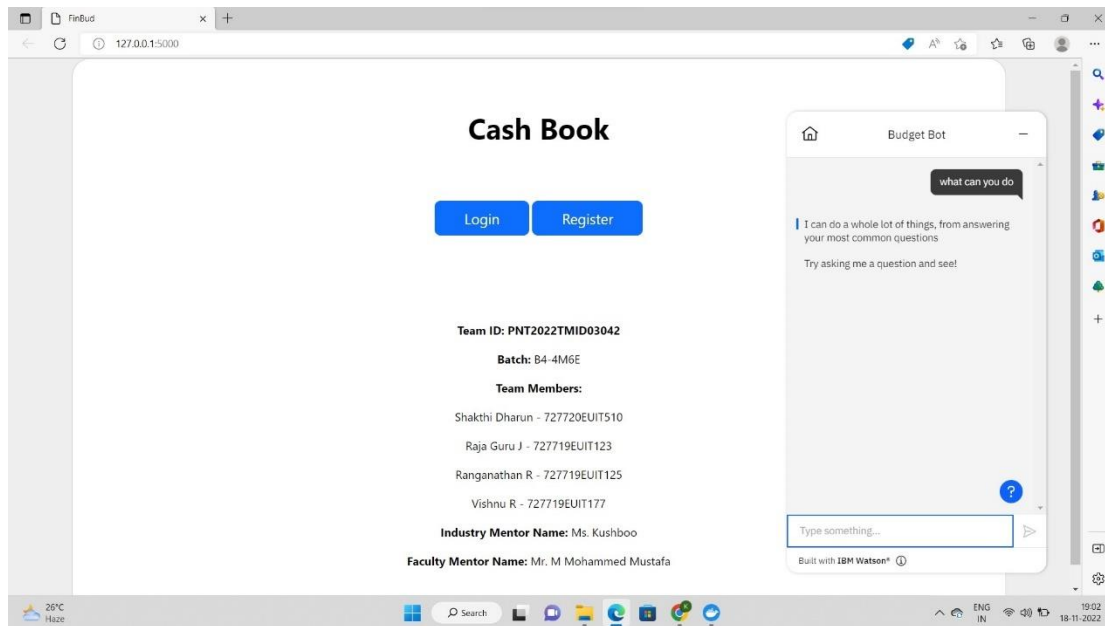 FinBud
127.0.0.1:5000
Cash Book
Login
Register
Team ID: PNT2022TMID03042
Batch: B4-4M6E
Team Members:
Shakthi Dharun - 727720EUIT510
Raja Guru J - 727719EUIT123
Ranganathan R - 727719EUIT125
Vishnu R - 727719EUIT177
Industry Mentor Name: Ms. Kushboo
Faculty Mentor Name: Mr. M Mohammed Mustafa
Budget Bot
what can you do
I can do a whole lot of things, from answering
your most common questions
Try asking me a question and see!
?
Type something...
Built with IBM Watson®
26°C
Haze
Search
ENG
IN
19:02
18-11-2022